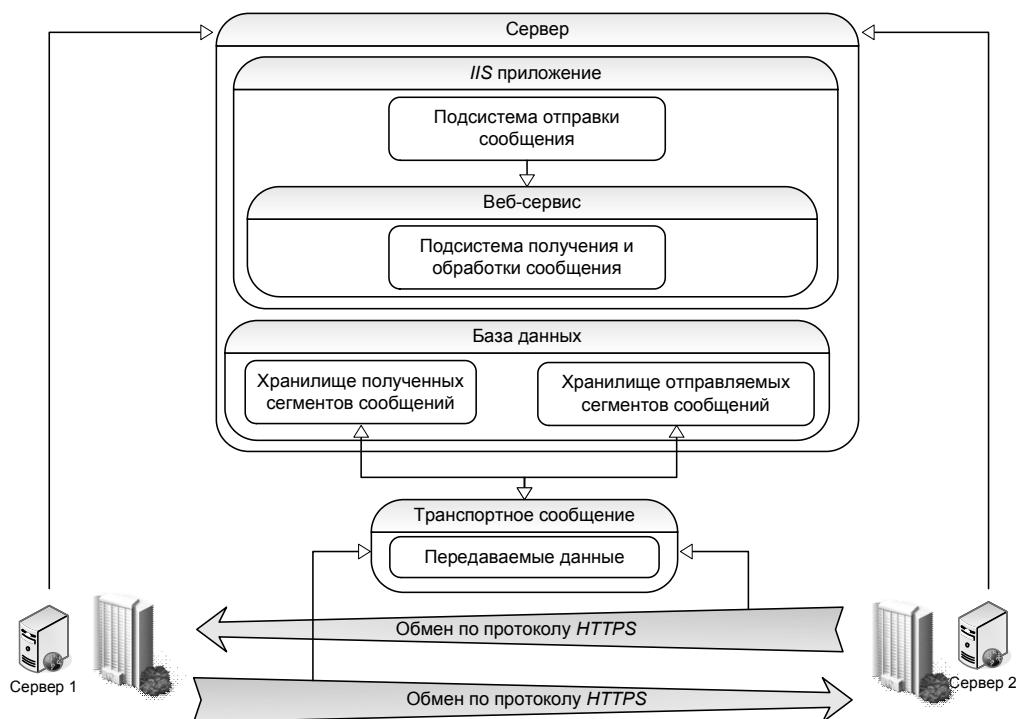 Сервер
IIS приложение
Подсистема отправки
сообщения
Веб-сервис
Подсистема получения и
обработки сообщения
База данных
Хранилище полученных
сегментов сообщений
Хранилище отправляемых
сегментов сообщений
Транспортное сообщение
Передаваемые данные
Обмен по протоколу HTTPS
Сервер 1
Сервер 2
Обмен по протоколу HTTPS